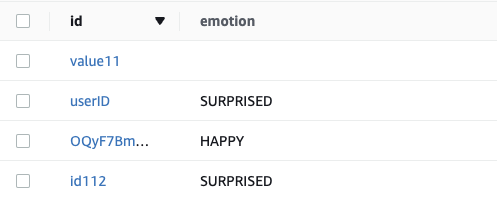 id emotion
value11
userID SURPRISED
OQyF7Bm... HAPPY
id112 SURPRISED